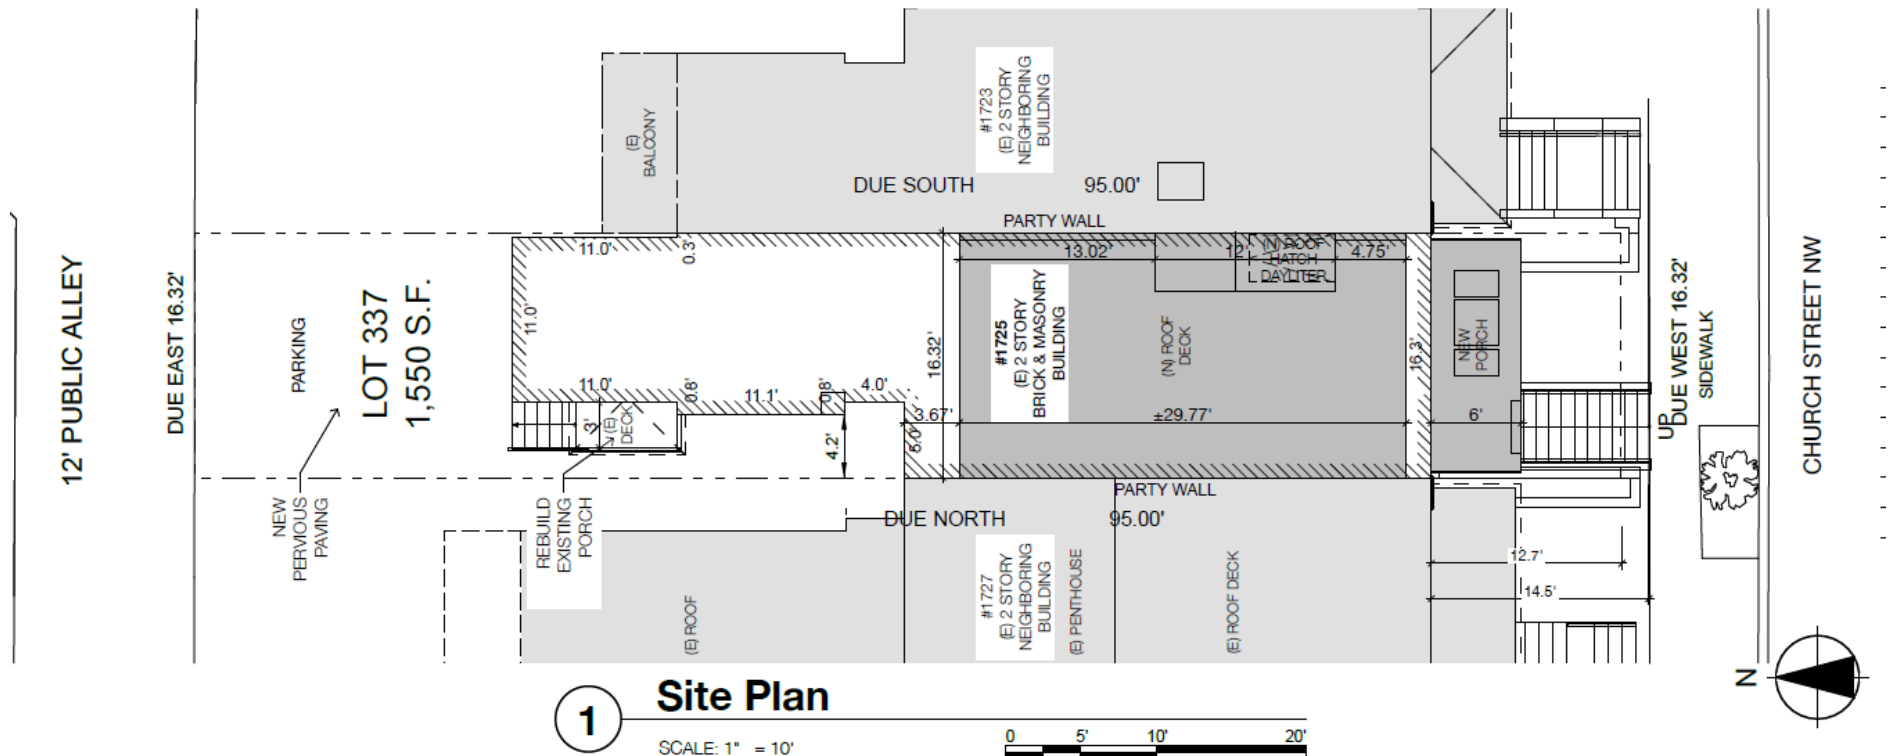 12' PUBLIC ALLEY
DUE EAST 16.32'
PARKING
LOT 337
1,550 S.F.
NEW
PERVIOUS
PAVING
REBUILD
EXISTING
PORCH
(E)
BALCONY
#1723
(E) 2 STORY
NEIGHBORING
BUILDING
DUE SOUTH 95.00'
PARTY WALL
11.0'
0.3'
11.0'
11.0'
0.8'
11.1'
0.8'
4.0'
3'
(E)
DECK
4.2'
5.0'
3.67'
16.32'
13.02'
12'
4.75'
(N) ROOF
HATCH
DAYLITER
#1725
(E) 2 STORY
BRICK & MASONRY
BUILDING
(N) ROOF
DECK
±29.77'
16.3'
NEW
PORCH
6'
UP
DUE WEST 16.32'
SIDEWALK
CHURCH STREET NW
PARTY WALL
DUE NORTH 95.00'
#1727
(E) 2 STORY
NEIGHBORING
BUILDING
(E) ROOF
(E) PENTHOUSE
(E) ROOF DECK
12.7'
14.5'
N
1
Site Plan
SCALE: 1" = 10'
0 5' 10' 20'